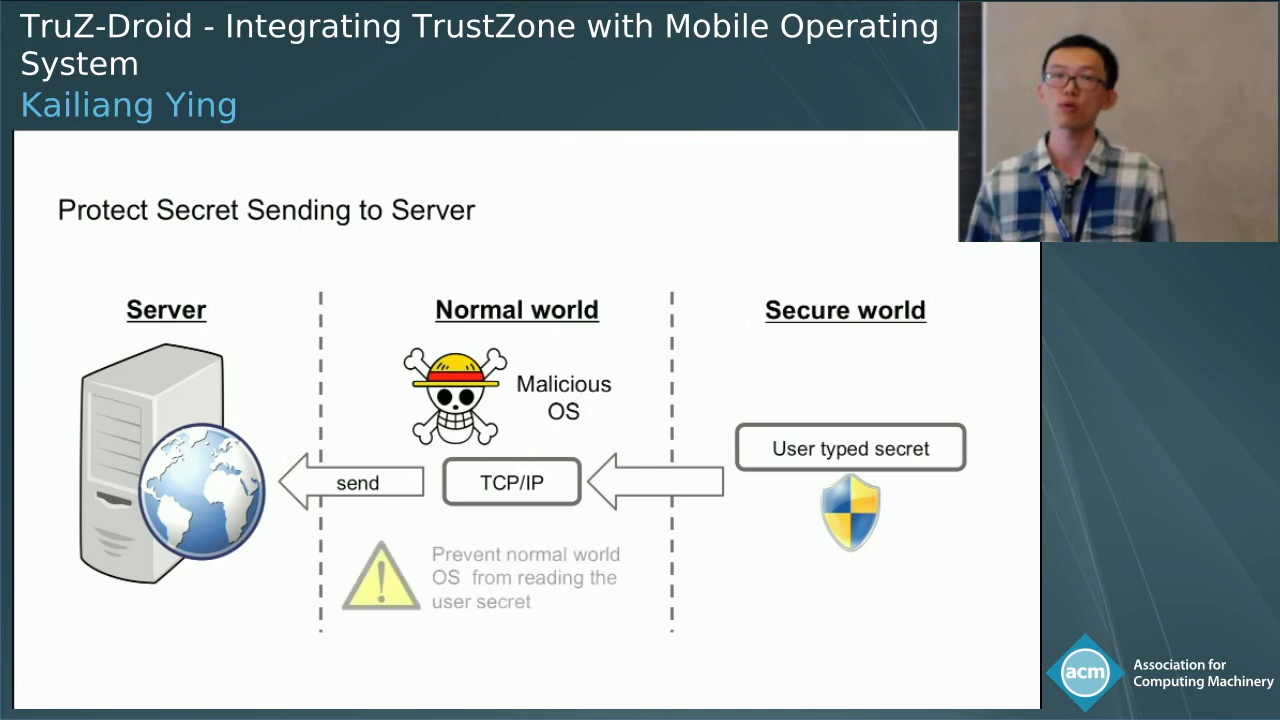 TruZ-Droid - Integrating TrustZone with Mobile Operating
System
Kailiang Ying
Protect Secret Sending to Server
Server
Normal world
Secure world
Malicious
OS
User typed secret
send
TCP/IP
Prevent normal world
OS from reading the
user secret
acm
Association for
Computing Machinery